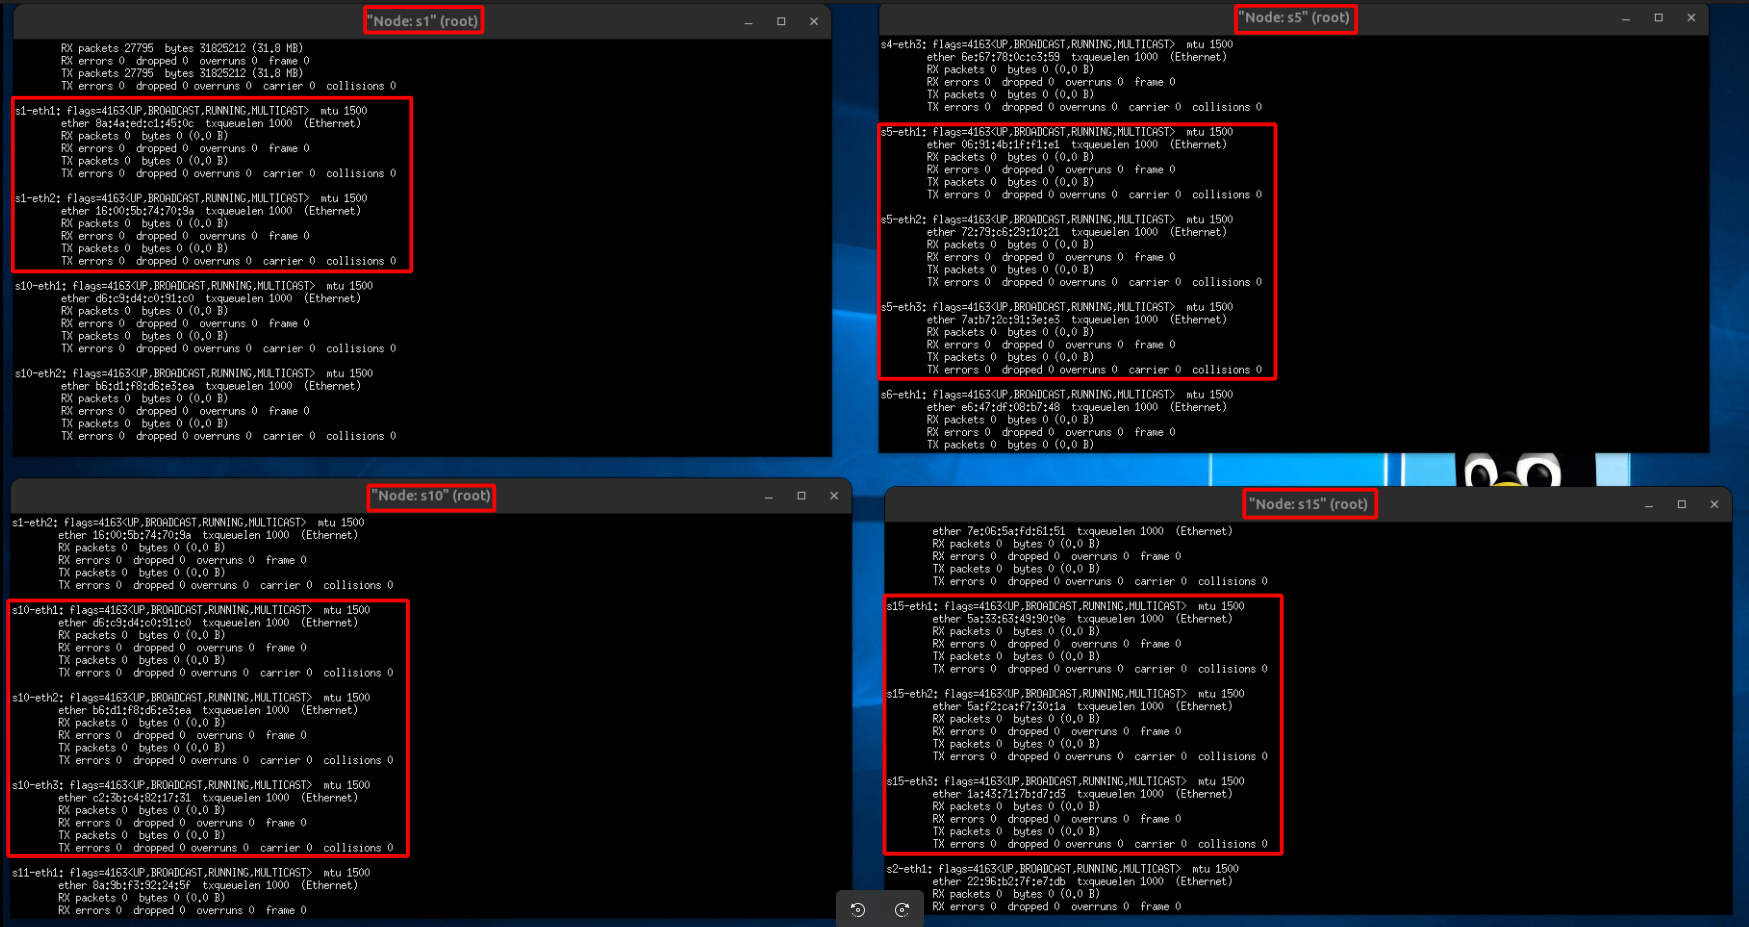 "Node: s1" (root)
RX packets 27795  bytes 31825212 (31.8 MB)
RX errors 0  dropped 0  overruns 0  frame 0
TX packets 27795  bytes 31825212 (31.8 MB)
TX errors 0  dropped 0 overruns 0  carrier 0  collisions 0
s1-eth1: flags=4163<UP,BROADCAST,RUNNING,MULTICAST>  mtu 1500
ether 8a:4a:ed:c1:45:0c  txqueuelen 1000  (Ethernet)
RX packets 0  bytes 0 (0.0 B)
RX errors 0  dropped 0  overruns 0  frame 0
TX packets 0  bytes 0 (0.0 B)
TX errors 0  dropped 0 overruns 0  carrier 0  collisions 0
s1-eth2: flags=4163<UP,BROADCAST,RUNNING,MULTICAST>  mtu 1500
ether 16:00:5b:74:70:9a  txqueuelen 1000  (Ethernet)
RX packets 0  bytes 0 (0.0 B)
RX errors 0  dropped 0  overruns 0  frame 0
TX packets 0  bytes 0 (0.0 B)
TX errors 0  dropped 0 overruns 0  carrier 0  collisions 0
s10-eth1: flags=4163<UP,BROADCAST,RUNNING,MULTICAST>  mtu 1500
ether d6:c9:d4:c0:91:c0  txqueuelen 1000  (Ethernet)
RX packets 0  bytes 0 (0.0 B)
RX errors 0  dropped 0  overruns 0  frame 0
TX packets 0  bytes 0 (0.0 B)
TX errors 0  dropped 0 overruns 0  carrier 0  collisions 0
s10-eth2: flags=4163<UP,BROADCAST,RUNNING,MULTICAST>  mtu 1500
ether b6:d1:f8:d6:e3:ea  txqueuelen 1000  (Ethernet)
RX packets 0  bytes 0 (0.0 B)
RX errors 0  dropped 0  overruns 0  frame 0
TX packets 0  bytes 0 (0.0 B)
TX errors 0  dropped 0 overruns 0  carrier 0  collisions 0
"Node: s5" (root)
s4-eth3: flags=4163<UP,BROADCAST,RUNNING,MULTICAST>  mtu 1500
ether 6e:67:78:0c:c3:59  txqueuelen 1000  (Ethernet)
RX packets 0  bytes 0 (0.0 B)
RX errors 0  dropped 0  overruns 0  frame 0
TX packets 0  bytes 0 (0.0 B)
TX errors 0  dropped 0 overruns 0  carrier 0  collisions 0
s5-eth1: flags=4163<UP,BROADCAST,RUNNING,MULTICAST>  mtu 1500
ether 06:91:4b:1f:f1:e1  txqueuelen 1000  (Ethernet)
RX packets 0  bytes 0 (0.0 B)
RX errors 0  dropped 0  overruns 0  frame 0
TX packets 0  bytes 0 (0.0 B)
TX errors 0  dropped 0 overruns 0  carrier 0  collisions 0
s5-eth2: flags=4163<UP,BROADCAST,RUNNING,MULTICAST>  mtu 1500
ether 72:79:c6:29:10:21  txqueuelen 1000  (Ethernet)
RX packets 0  bytes 0 (0.0 B)
RX errors 0  dropped 0  overruns 0  frame 0
TX packets 0  bytes 0 (0.0 B)
TX errors 0  dropped 0 overruns 0  carrier 0  collisions 0
s5-eth3: flags=4163<UP,BROADCAST,RUNNING,MULTICAST>  mtu 1500
ether 7a:b7:2c:91:3e:e3  txqueuelen 1000  (Ethernet)
RX packets 0  bytes 0 (0.0 B)
RX errors 0  dropped 0  overruns 0  frame 0
TX packets 0  bytes 0 (0.0 B)
TX errors 0  dropped 0 overruns 0  carrier 0  collisions 0
s6-eth1: flags=4163<UP,BROADCAST,RUNNING,MULTICAST>  mtu 1500
ether e6:47:df:08:b7:48  txqueuelen 1000  (Ethernet)
RX packets 0  bytes 0 (0.0 B)
RX errors 0  dropped 0  overruns 0  frame 0
TX packets 0  bytes 0 (0.0 B)
"Node: s10" (root)
s1-eth2: flags=4163<UP,BROADCAST,RUNNING,MULTICAST>  mtu 1500
ether 16:00:5b:74:70:9a  txqueuelen 1000  (Ethernet)
RX packets 0  bytes 0 (0.0 B)
RX errors 0  dropped 0  overruns 0  frame 0
TX packets 0  bytes 0 (0.0 B)
TX errors 0  dropped 0 overruns 0  carrier 0  collisions 0
s10-eth1: flags=4163<UP,BROADCAST,RUNNING,MULTICAST>  mtu 1500
ether d6:c9:d4:c0:91:c0  txqueuelen 1000  (Ethernet)
RX packets 0  bytes 0 (0.0 B)
RX errors 0  dropped 0  overruns 0  frame 0
TX packets 0  bytes 0 (0.0 B)
TX errors 0  dropped 0 overruns 0  carrier 0  collisions 0
s10-eth2: flags=4163<UP,BROADCAST,RUNNING,MULTICAST>  mtu 1500
ether b6:d1:f8:d6:e3:ea  txqueuelen 1000  (Ethernet)
RX packets 0  bytes 0 (0.0 B)
RX errors 0  dropped 0  overruns 0  frame 0
TX packets 0  bytes 0 (0.0 B)
TX errors 0  dropped 0 overruns 0  carrier 0  collisions 0
s10-eth3: flags=4163<UP,BROADCAST,RUNNING,MULTICAST>  mtu 1500
ether c2:3b:c4:82:17:31  txqueuelen 1000  (Ethernet)
RX packets 0  bytes 0 (0.0 B)
RX errors 0  dropped 0  overruns 0  frame 0
TX packets 0  bytes 0 (0.0 B)
TX errors 0  dropped 0 overruns 0  carrier 0  collisions 0
s11-eth1: flags=4163<UP,BROADCAST,RUNNING,MULTICAST>  mtu 1500
ether 8a:9b:f3:92:24:5f  txqueuelen 1000  (Ethernet)
RX packets 0  bytes 0 (0.0 B)
RX errors 0  dropped 0  overruns 0  frame 0
"Node: s15" (root)
ether 7e:06:5a:fd:61:51  txqueuelen 1000  (Ethernet)
RX packets 0  bytes 0 (0.0 B)
RX errors 0  dropped 0  overruns 0  frame 0
TX packets 0  bytes 0 (0.0 B)
TX errors 0  dropped 0 overruns 0  carrier 0  collisions 0
s15-eth1: flags=4163<UP,BROADCAST,RUNNING,MULTICAST>  mtu 1500
ether 5a:33:63:49:90:0e  txqueuelen 1000  (Ethernet)
RX packets 0  bytes 0 (0.0 B)
RX errors 0  dropped 0  overruns 0  frame 0
TX packets 0  bytes 0 (0.0 B)
TX errors 0  dropped 0 overruns 0  carrier 0  collisions 0
s15-eth2: flags=4163<UP,BROADCAST,RUNNING,MULTICAST>  mtu 1500
ether 5a:f2:ca:f7:30:1a  txqueuelen 1000  (Ethernet)
RX packets 0  bytes 0 (0.0 B)
RX errors 0  dropped 0  overruns 0  frame 0
TX packets 0  bytes 0 (0.0 B)
TX errors 0  dropped 0 overruns 0  carrier 0  collisions 0
s15-eth3: flags=4163<UP,BROADCAST,RUNNING,MULTICAST>  mtu 1500
ether 1a:43:71:7b:d7:d3  txqueuelen 1000  (Ethernet)
RX packets 0  bytes 0 (0.0 B)
RX errors 0  dropped 0  overruns 0  frame 0
TX packets 0  bytes 0 (0.0 B)
TX errors 0  dropped 0 overruns 0  carrier 0  collisions 0
s2-eth1: flags=4163<UP,BROADCAST,RUNNING,MULTICAST>  mtu 1500
ether 22:96:b2:7f:e7:db  txqueuelen 1000  (Ethernet)
RX packets 0  bytes 0 (0.0 B)
RX errors 0  dropped 0  overruns 0  frame 0